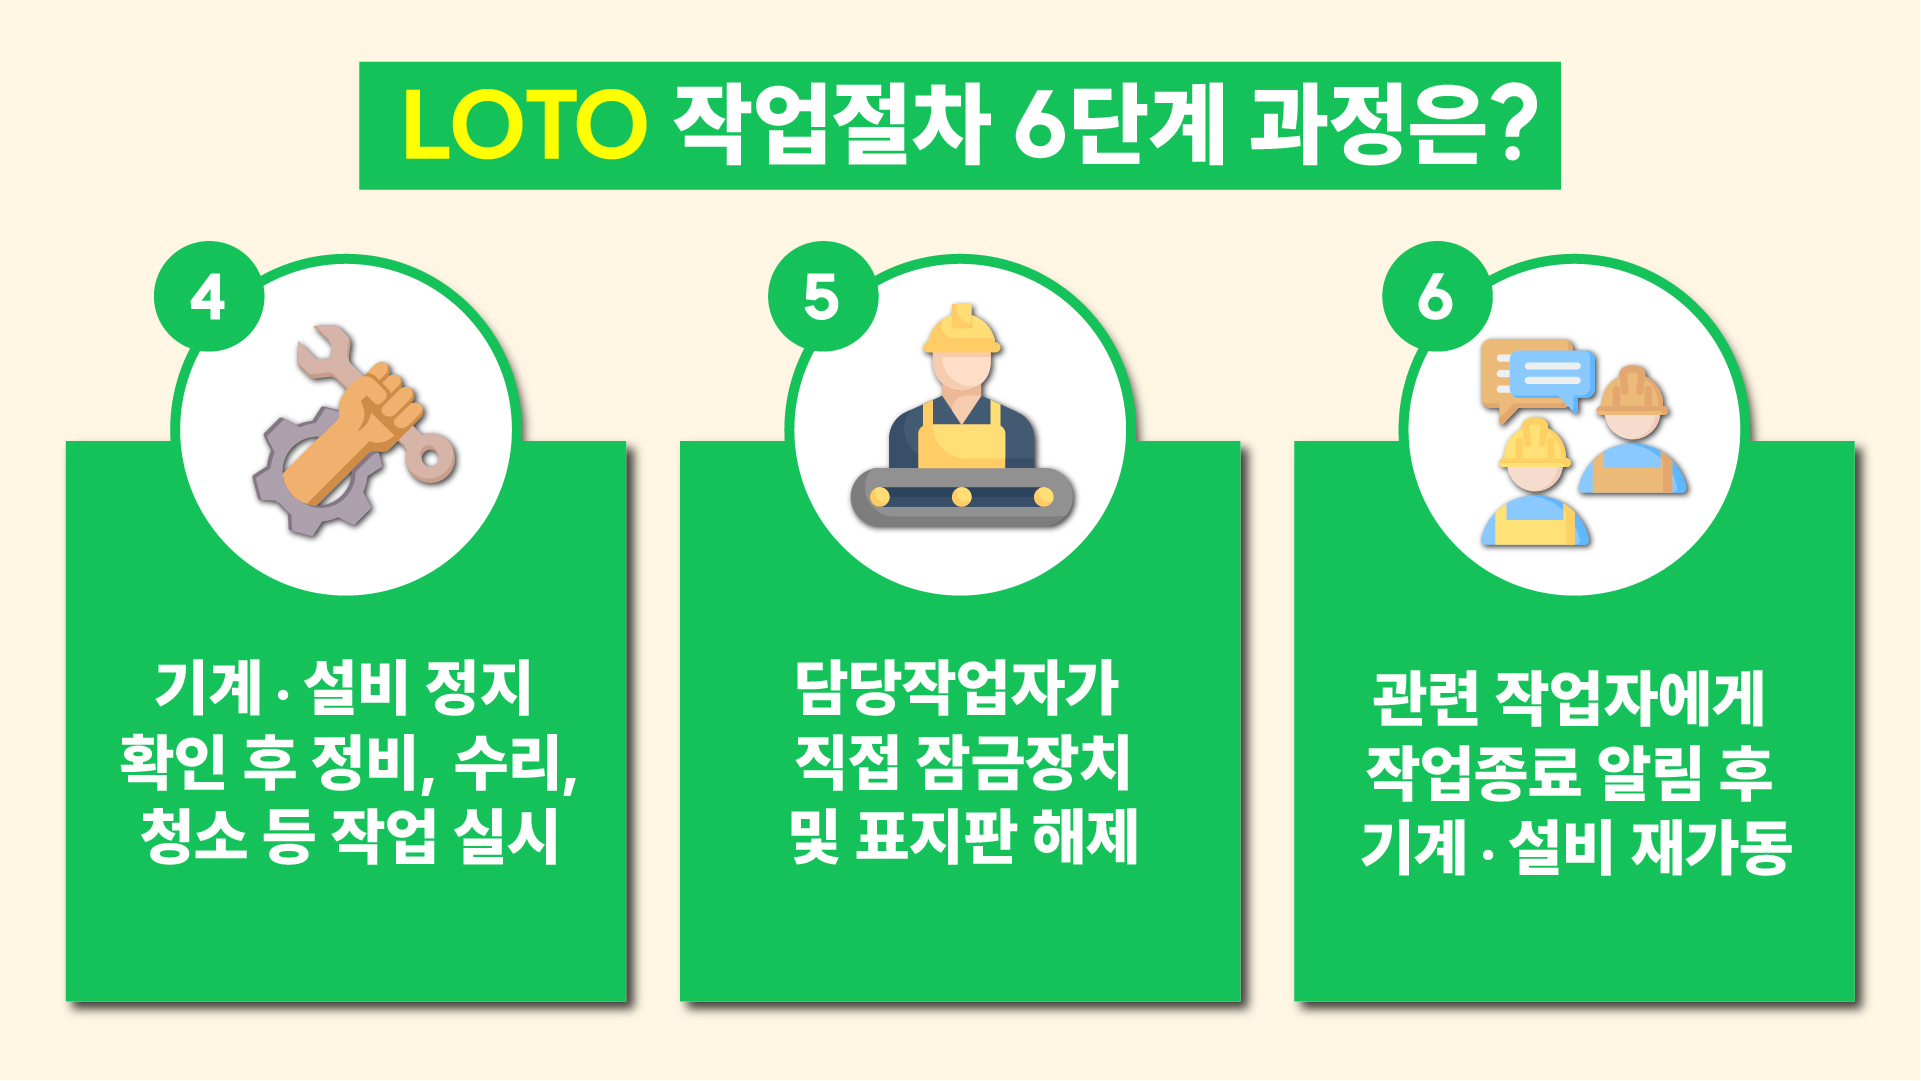 LOTO 작업절차 6단계 과정은?
4
기계·설비 정지
확인 후 정비, 수리,
청소 등 작업 실시
5
담당작업자가
직접 잠금장치
및 표지판 해제
6
관련 작업자에게
작업종료 알림 후
기계·설비 재가동